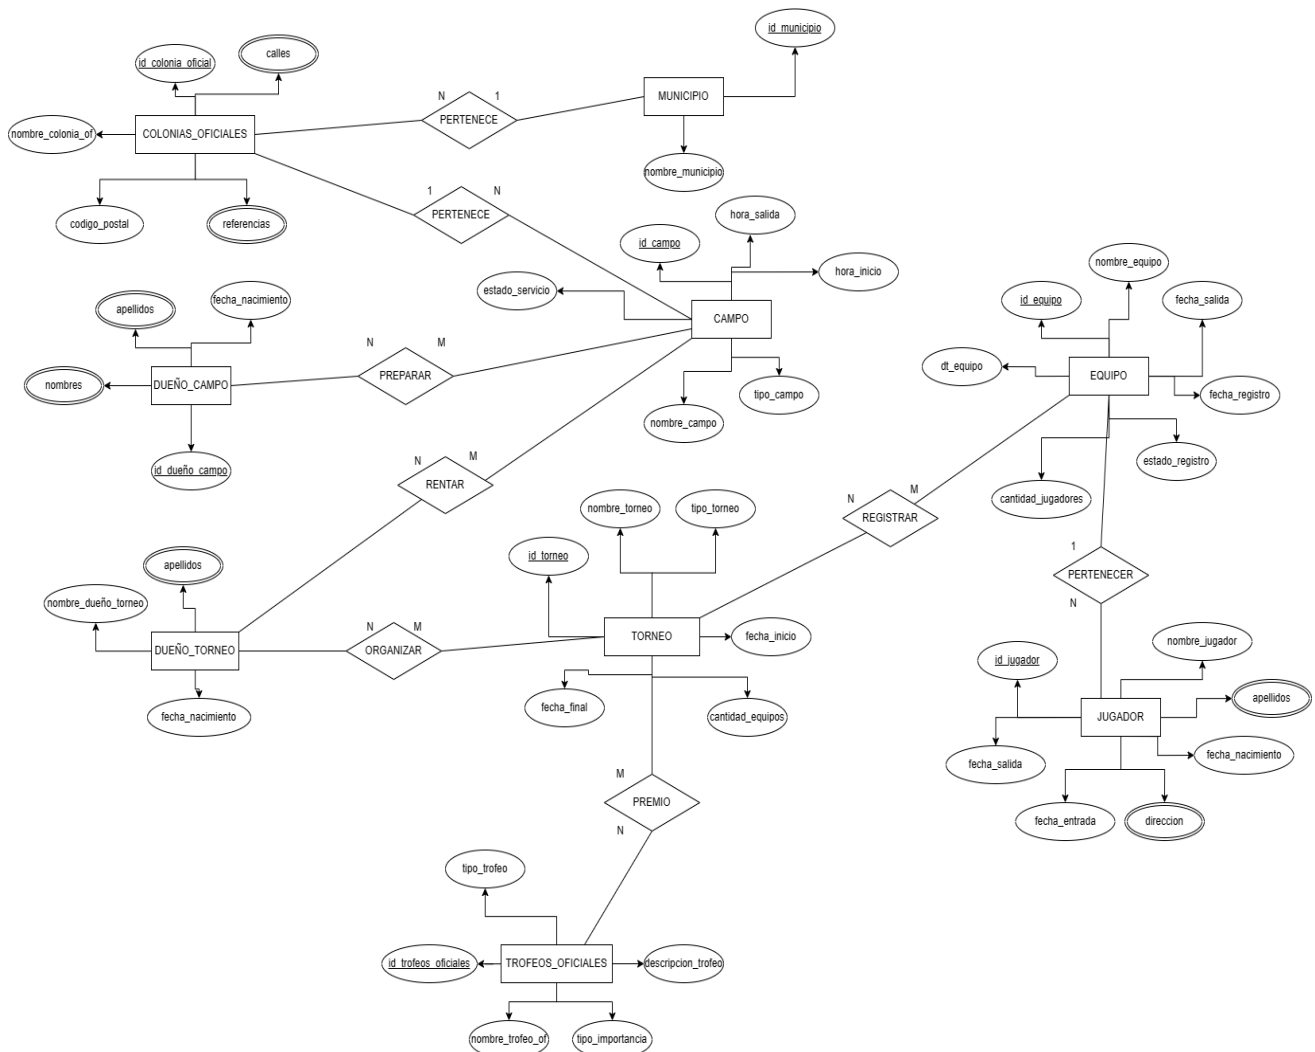 id_municipio
calles
id_colonia_oficial
N
1
MUNICIPIO
PERTENECE
nombre_colonia_of
COLONIAS_OFICIALES
nombre_municipio
1
N
PERTENECE
codigo_postal
referencias
hora_salida
id_campo
hora_inicio
estado_servicio
nombre_equipo
fecha_nacimiento
apellidos
id_equipo
fecha_salida
CAMPO
N
M
dt_equipo
EQUIPO
PREPARAR
nombres
DUEÑO_CAMPO
tipo_campo
fecha_registro
nombre_campo
N
M
estado_registro
id_dueño_campo
RENTAR
M
N
cantidad_jugadores
nombre_torneo
tipo_torneo
REGISTRAR
1
id_torneo
apellidos
PERTENECER
nombre_dueño_torneo
N
N
M
DUEÑO_TORNEO
ORGANIZAR
TORNEO
fecha_inicio
nombre_jugador
id_jugador
apellidos
fecha_final
cantidad_equipos
fecha_nacimiento
JUGADOR
fecha_salida
fecha_nacimiento
M
PREMIO
fecha_entrada
direccion
N
tipo_trofeo
id_trofeos_oficiales
TROFEOS_OFICIALES
descripcion_trofeo
nombre_trofeo_of
tipo_importancia